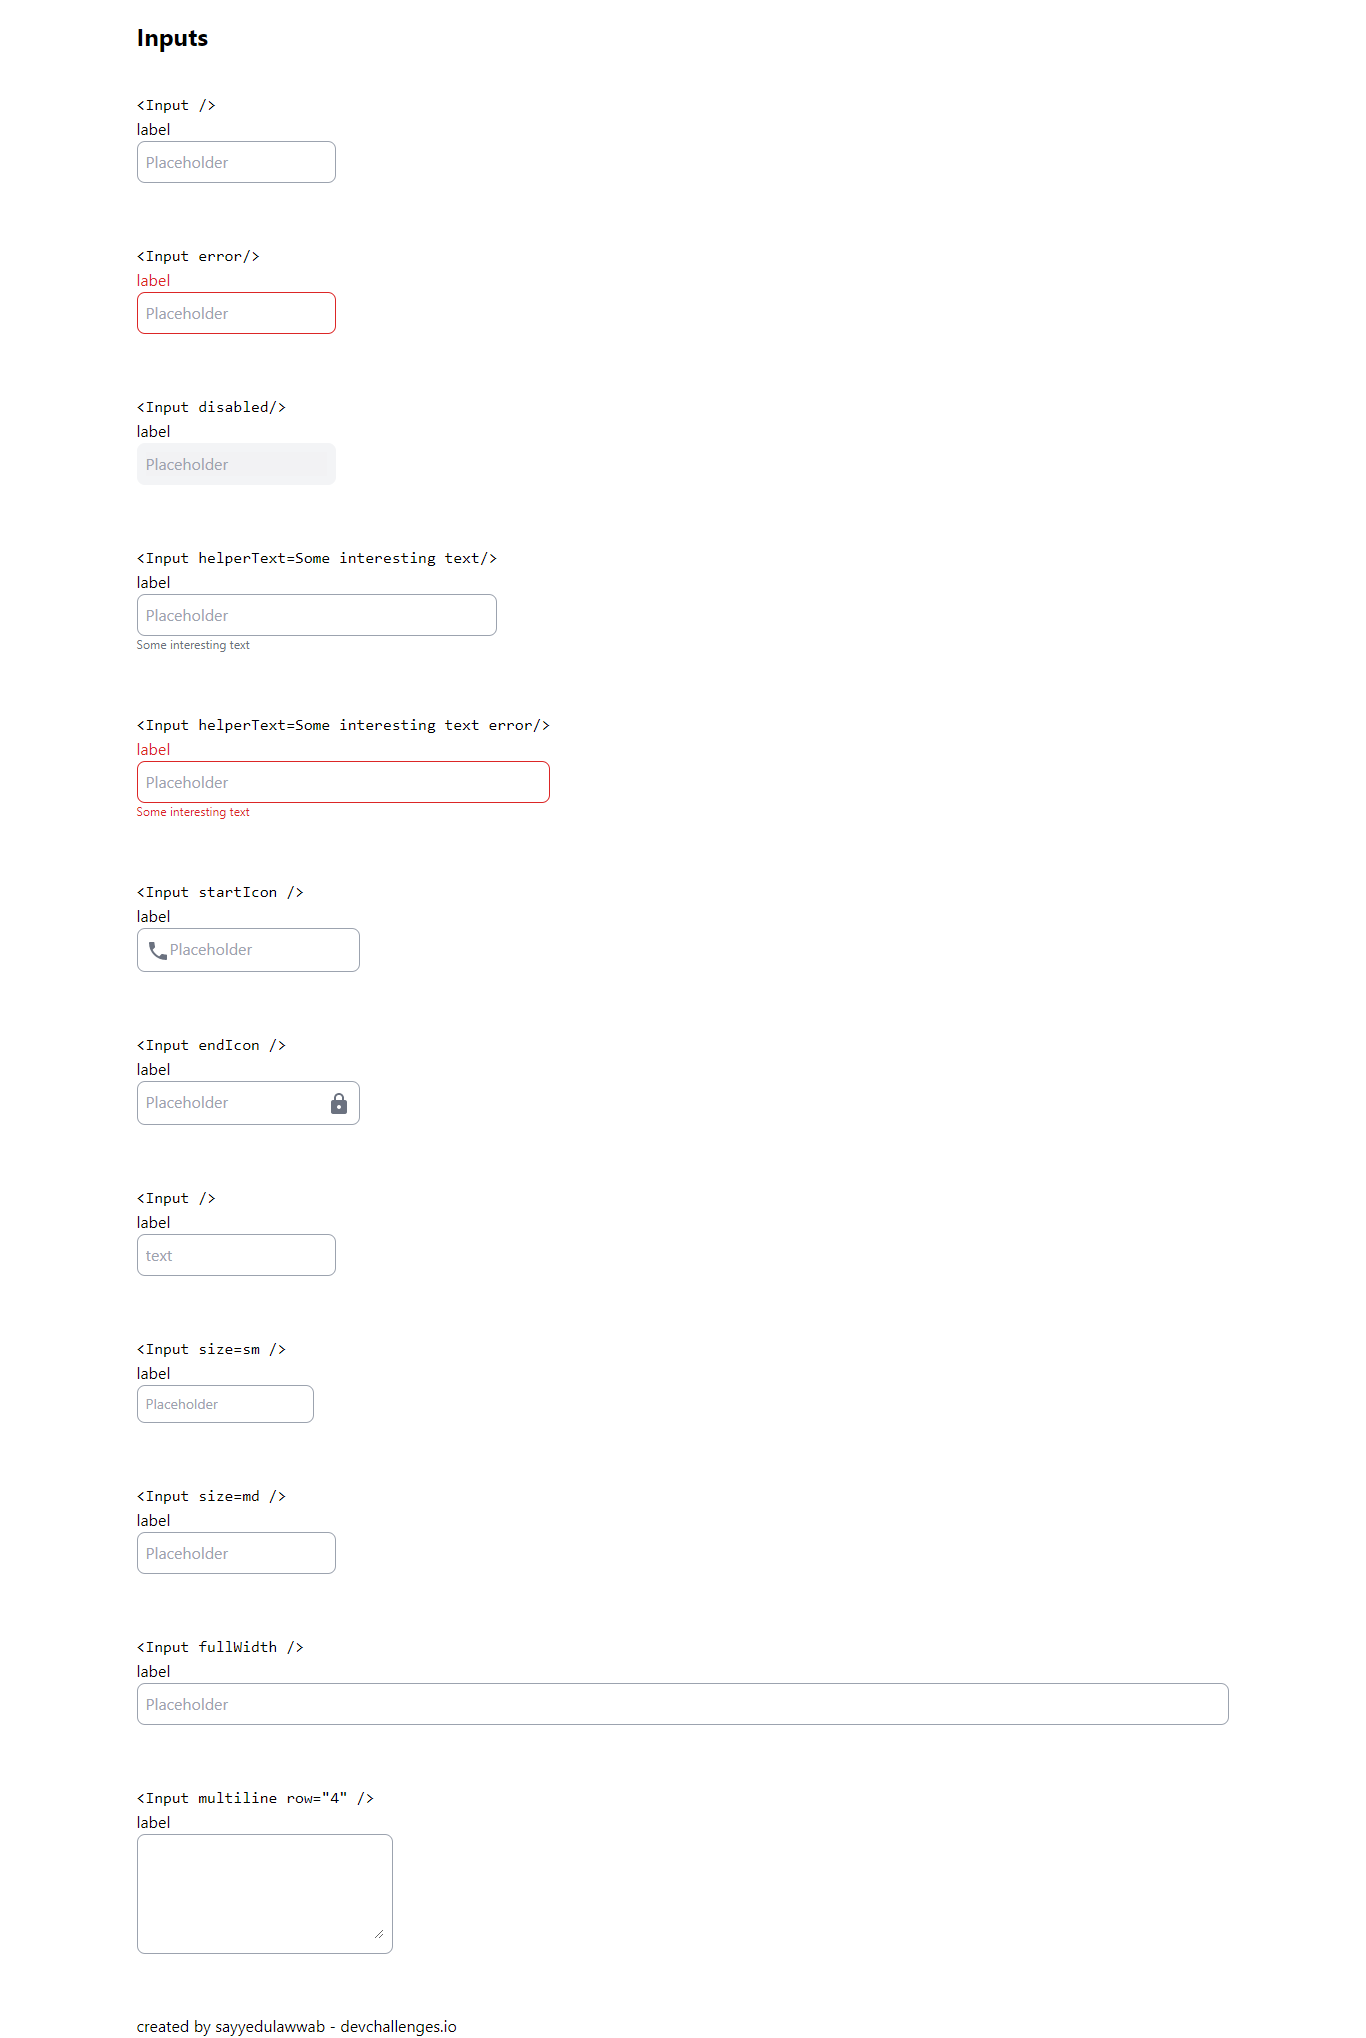 Inputs
<Input />
label
Placeholder
<Input error/>
label
Placeholder
<Input disabled/>
label
Placeholder
<Input helperText=Some interesting text/>
label
Placeholder
Some interesting text
<Input helperText=Some interesting text error/>
label
Placeholder
Some interesting text
<Input startIcon />
label
Placeholder
<Input endIcon />
label
Placeholder
<Input />
label
text
<Input size=sm />
label
Placeholder
<Input size=md />
label
Placeholder
<Input fullWidth />
label
Placeholder
<Input multiline row="4" />
label
created by sayyedulawwab - devchallenges.io